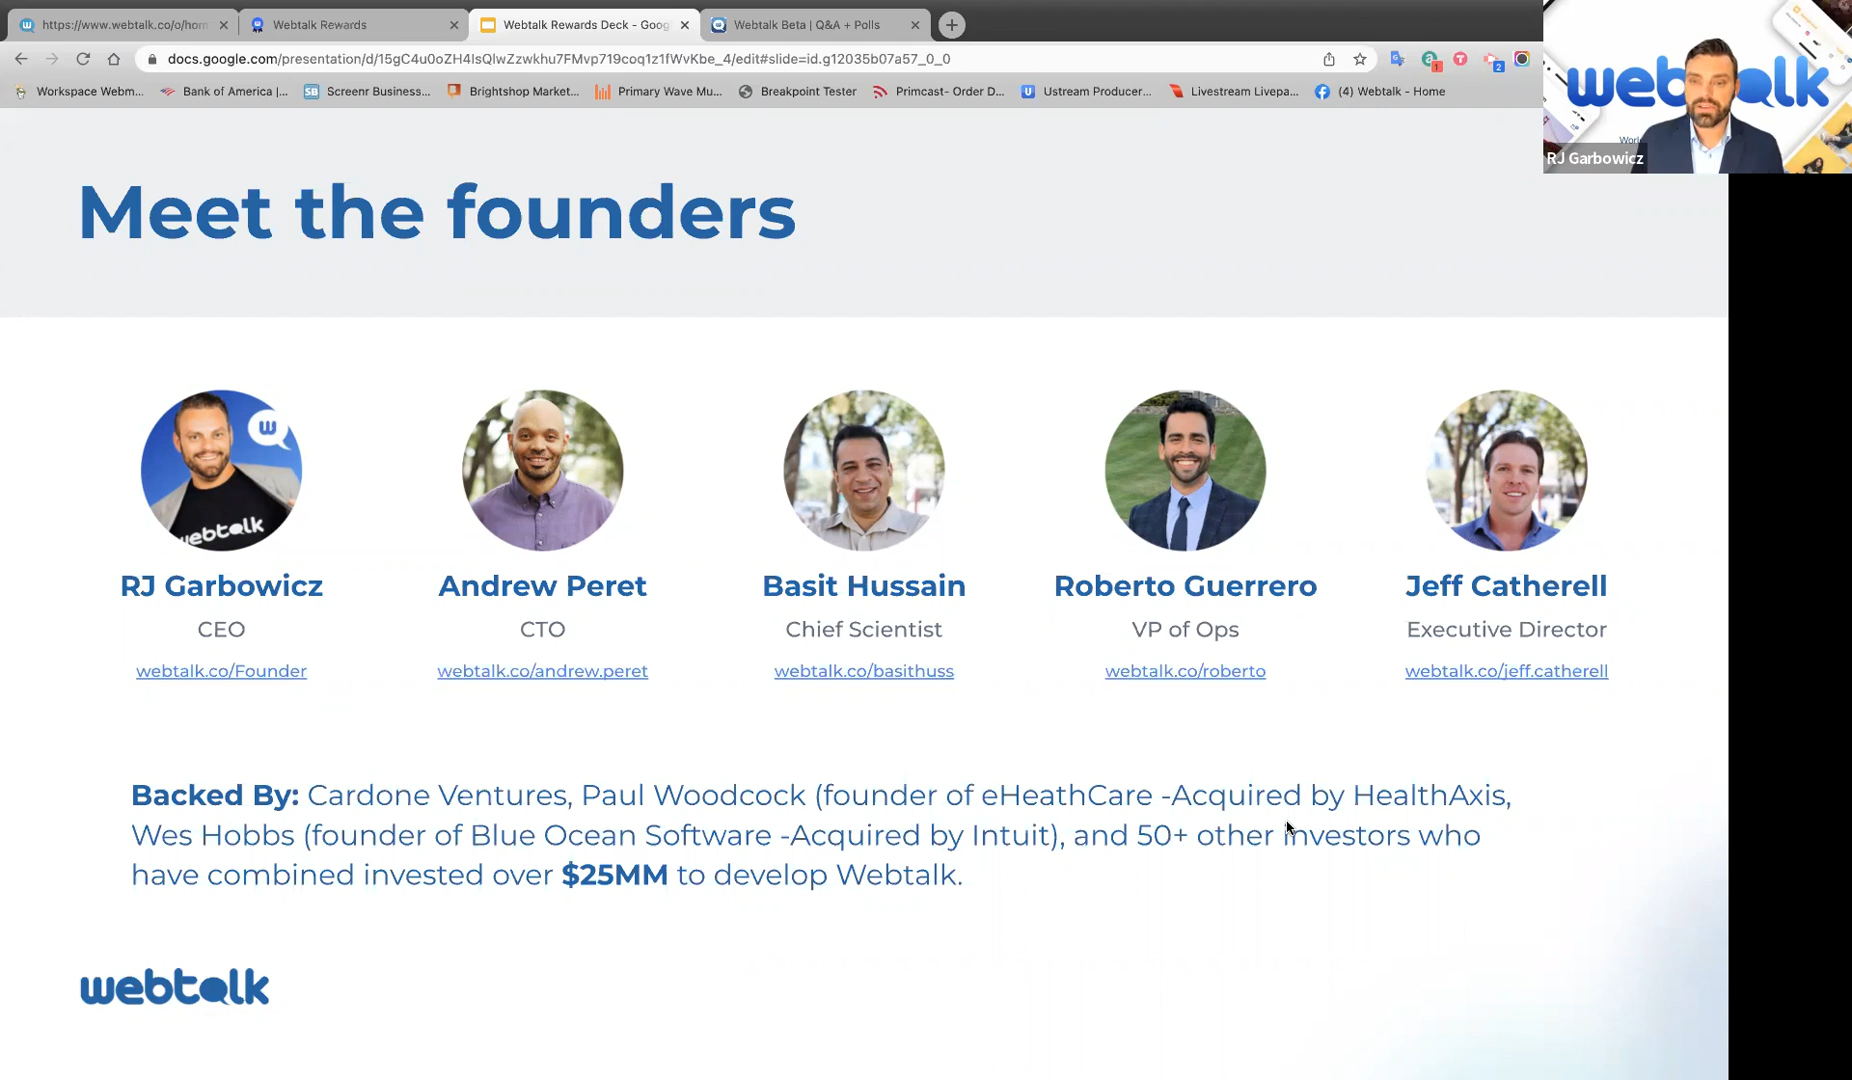 https://www.webtalk.co/o/hom
Webtalk Rewards
Webtalk Rewards Deck - Goog
Webtalk Beta | Q&A + Polls
docs.google.com/presentation/d/15gC4u0oZH4IsQlwZzwkhu7FMvp719coq1z1fWvKbe_4/edit#slide=id.g12035b07a57_0_0
1
2
Workspace Webm...
Bank of America |...
Screenr Business...
Brightshop Market...
Primary Wave Mu...
Breakpoint Tester
Primcast- Order D...
Ustream Producer...
Livestream Livepa...
(4) Webtalk - Home
webtalk
RJ Garbowicz
Meet the founders
webtalk
RJ Garbowicz
CEO
webtalk.co/Founder
Andrew Peret
CTO
webtalk.co/andrew.peret
Basit Hussain
Chief Scientist
webtalk.co/basithuss
Roberto Guerrero
VP of Ops
webtalk.co/roberto
Jeff Catherell
Executive Director
webtalk.co/jeff.catherell
Backed By: Cardone Ventures, Paul Woodcock (founder of eHeathCare -Acquired by HealthAxis,
Wes Hobbs (founder of Blue Ocean Software -Acquired by Intuit), and 50+ other investors who
have combined invested over $25MM to develop Webtalk.
webtalk